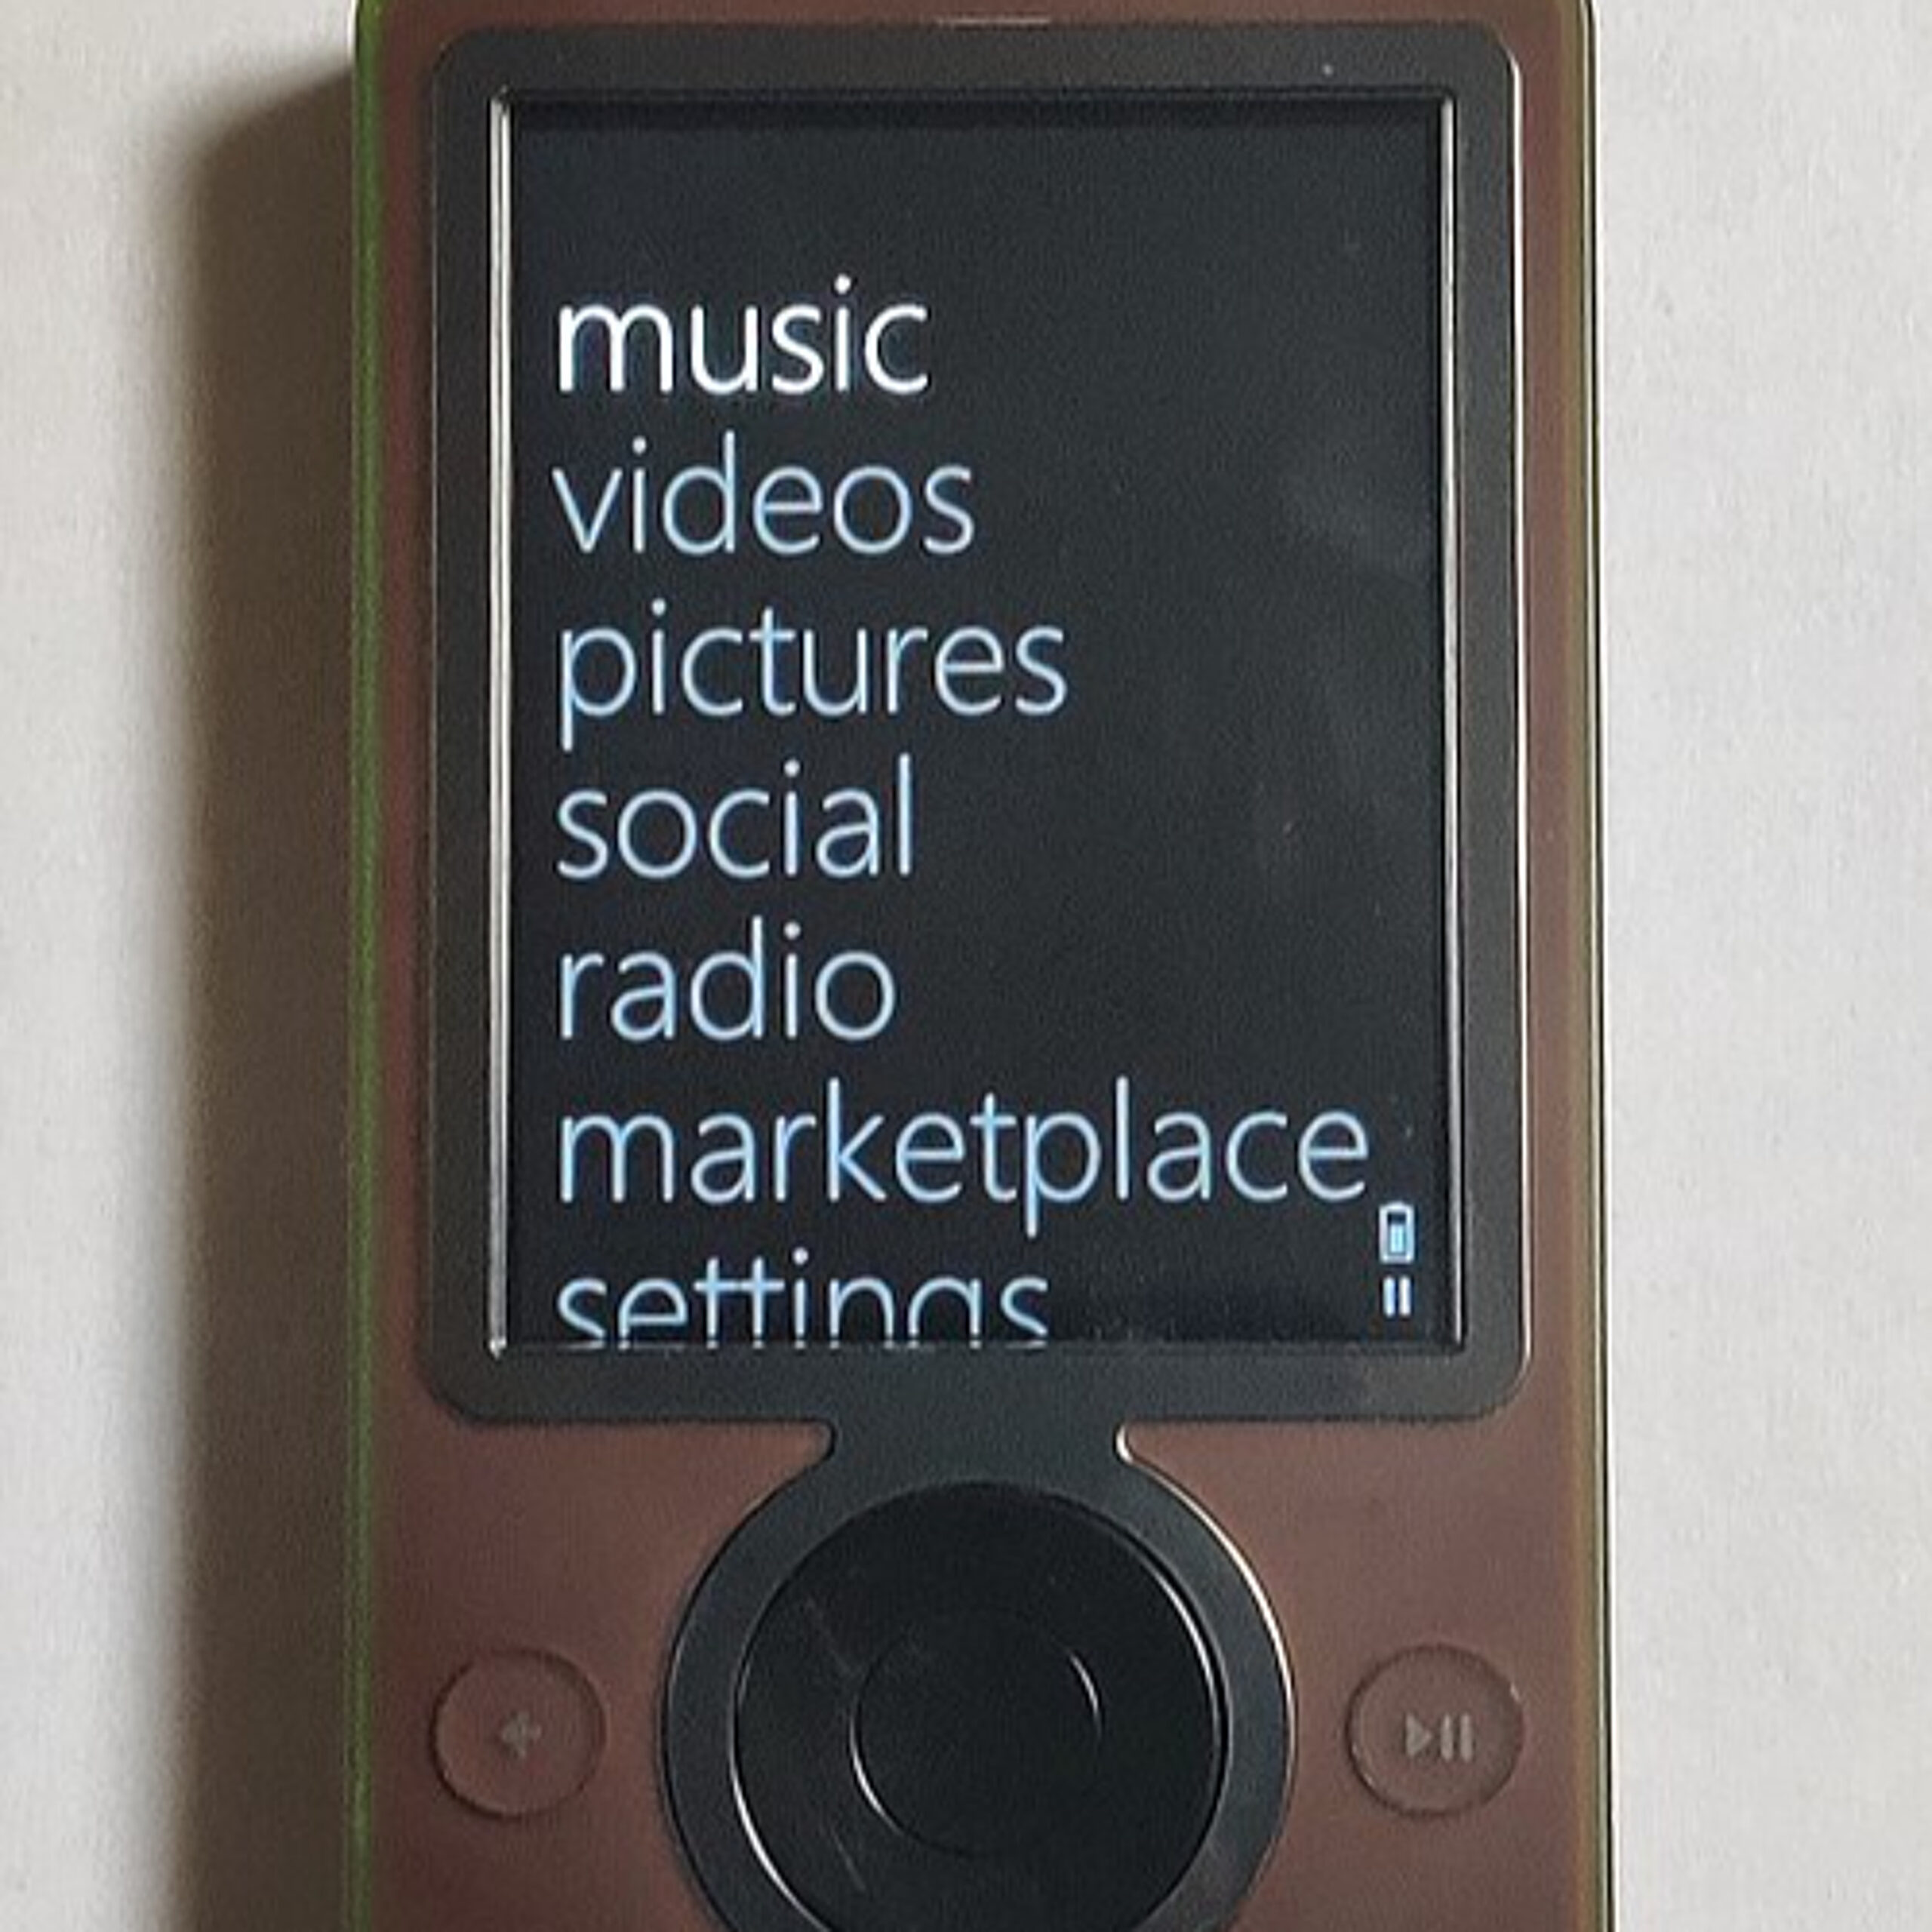 music
videos
pictures
social
radio
marketplace
settings